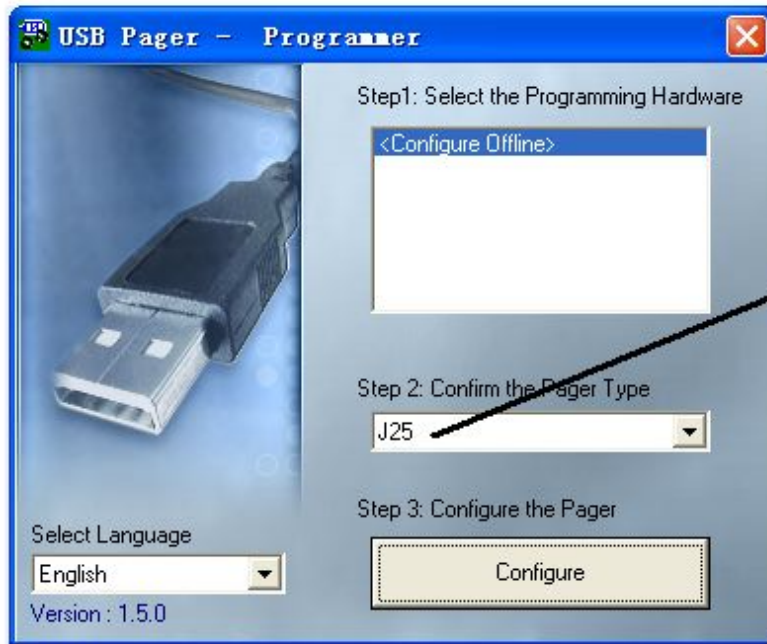 USB Pager - Programmer
Step1: Select the Programming Hardware
<Configure Offline>
Step 2: Confirm the Pager Type
J25
Step 3: Configure the Pager
Configure
Select Language
English
Version : 1.5.0